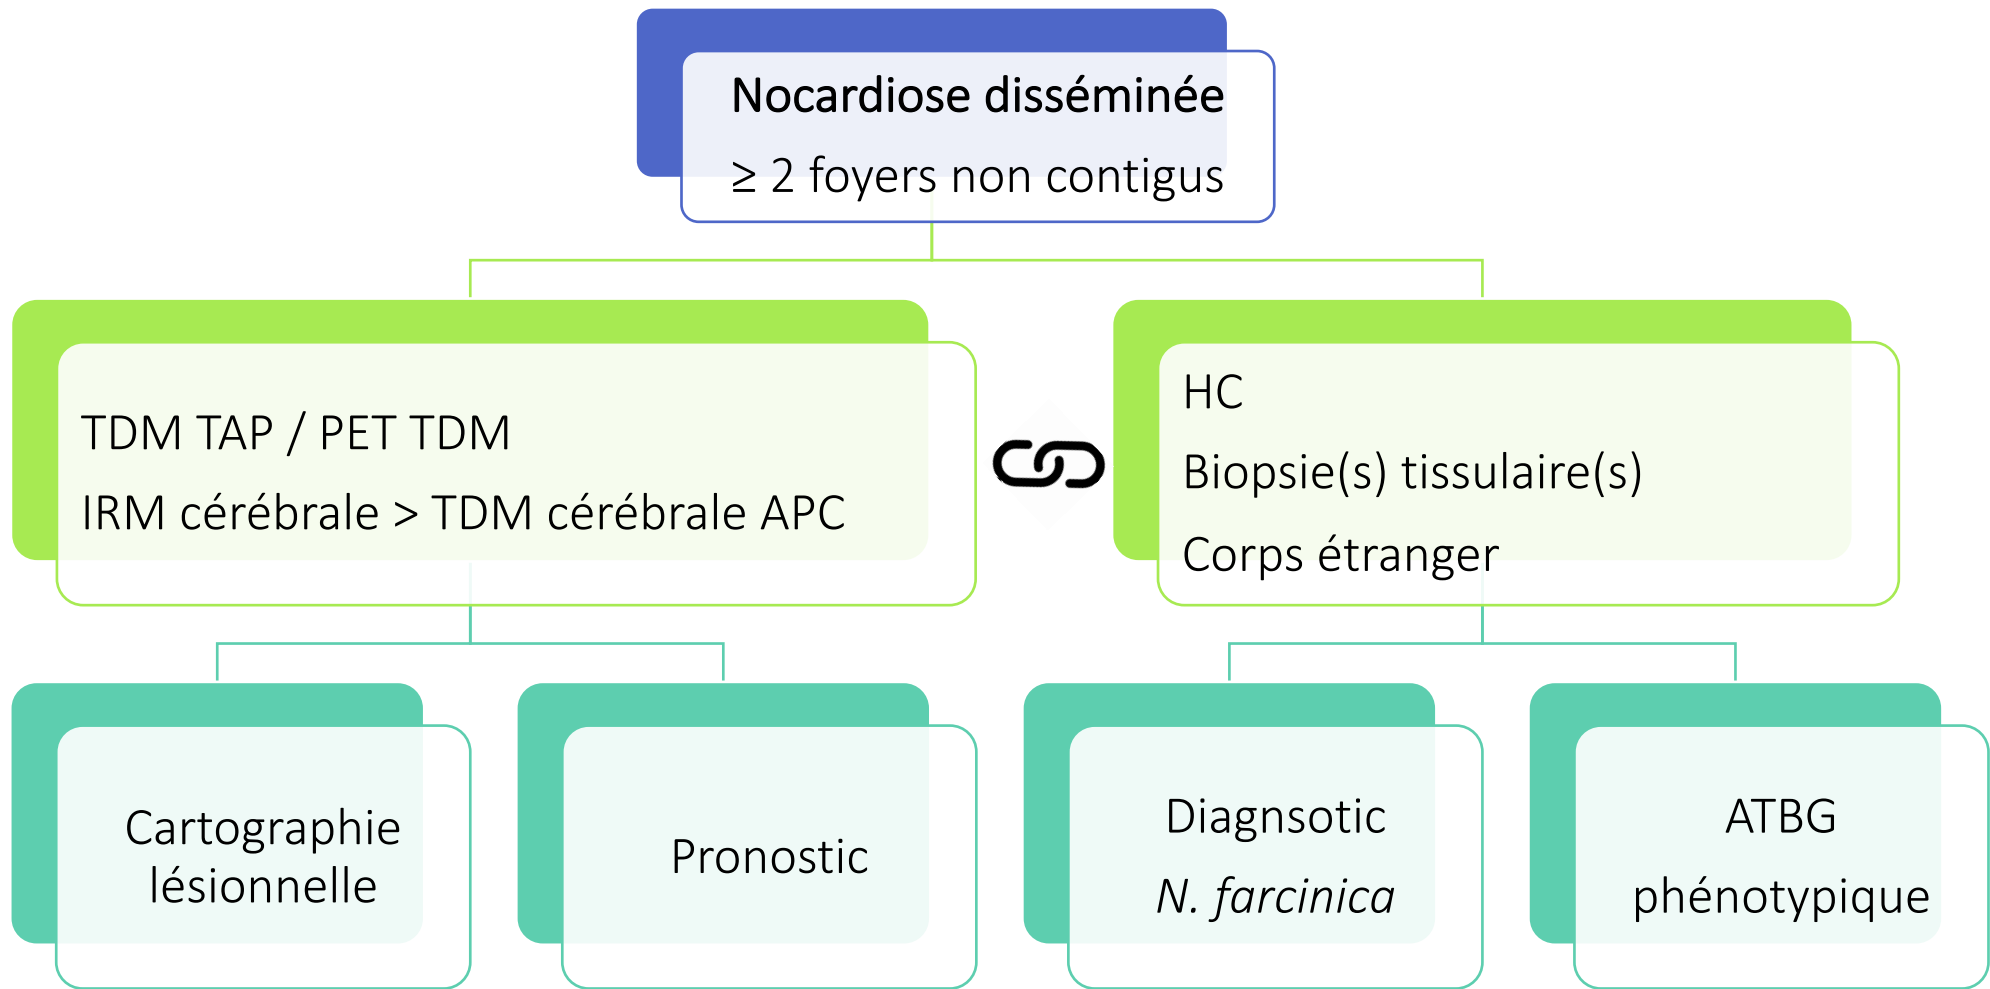 Nocardiose disséminée
≥ 2 foyers non contigus
TDM TAP / PET TDM
IRM cérébrale > TDM cérébrale APC
HC
Biopsie(s) tissulaire(s)
Corps étranger
Cartographie
lésionnelle
Pronostic
Diagnsotic
N. farcinica
ATBG
phénotypique